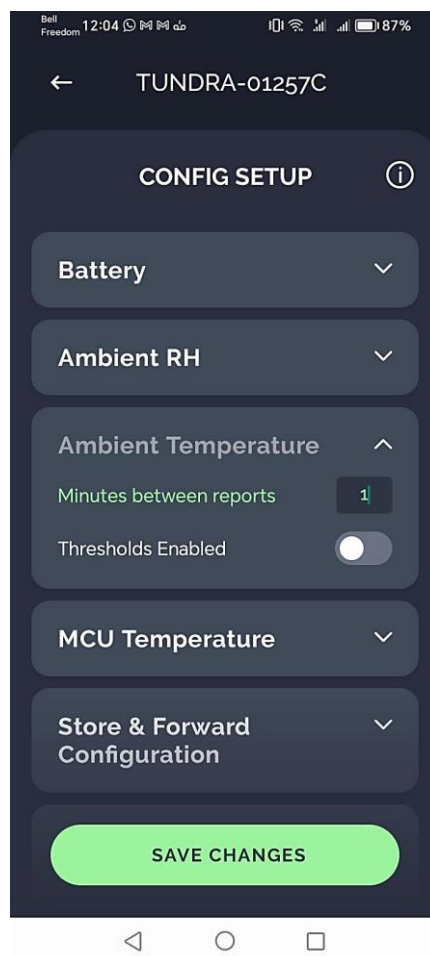 Bell
Freedom 12:04 87%
TUNDRA-01257C
CONFIG SETUP
Battery
Ambient RH
Ambient Temperature
Minutes between reports 1
Thresholds Enabled
MCU Temperature
Store & Forward
Configuration
SAVE CHANGES